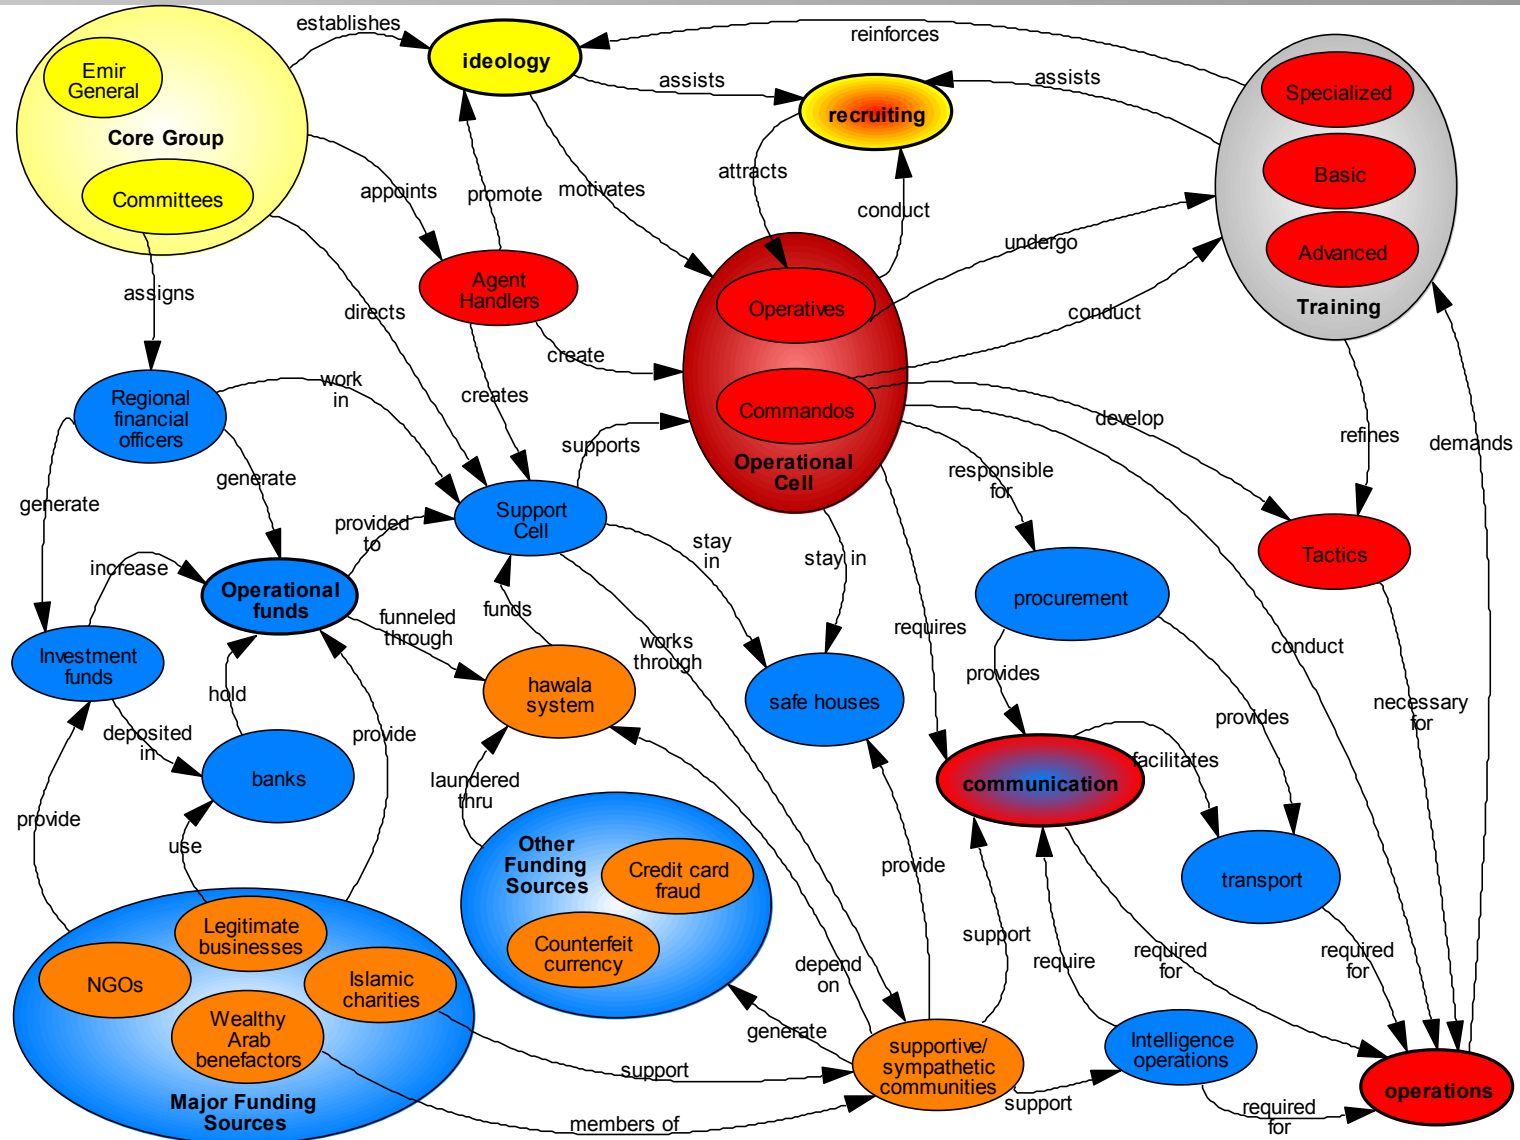 establishes
ideology
reinforces
Emir
General
Core Group
Committees
assists
recruiting
assists
Specialized
Basic
Advanced
Training
appoints
promote
motivates
attracts
conduct
undergo
assigns
directs
Agent
Handlers
create
creates
Operatives
Commandos
Operational
Cell
conduct
develop
refines
demands
Regional
financial
officers
work
in
generate
generate
supports
responsible
for
provided
to
Support
Cell
stay
in
stay in
Tactics
increase
Operational
funds
funneled
through
funds
works
through
requires
procurement
provides
provides
conduct
necessary
for
Investment
funds
hold
deposited
in
banks
provide
provide
use
hawala
system
safe houses
laundered
thru
communication
facilitates
transport
Other
Funding
Sources
Credit card
fraud
Counterfeit
currency
provide
support
require
required
for
required
for
depend
on
generate
Legitimate
businesses
NGOs
Islamic
charities
Wealthy
Arab
benefactors
Major Funding
Sources
support
members of
supportive/
sympathetic
communities
support
Intelligence
operations
required
for
operations